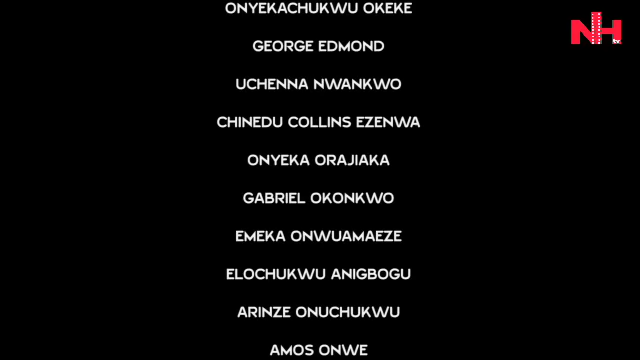 ONYEKACHUKWU OKEKE
NH tv
GEORGE EDMOND
UCHENNA NWANKWO
CHINEDU COLLINS EZENWA
ONYEKA ORAJIAKA
GABRIEL OKONKWO
EMEKA ONWUAMAEZE
ELOCHUKWU ANIGBOGU
ARINZE ONUCHUKWU
AMOS ONWE